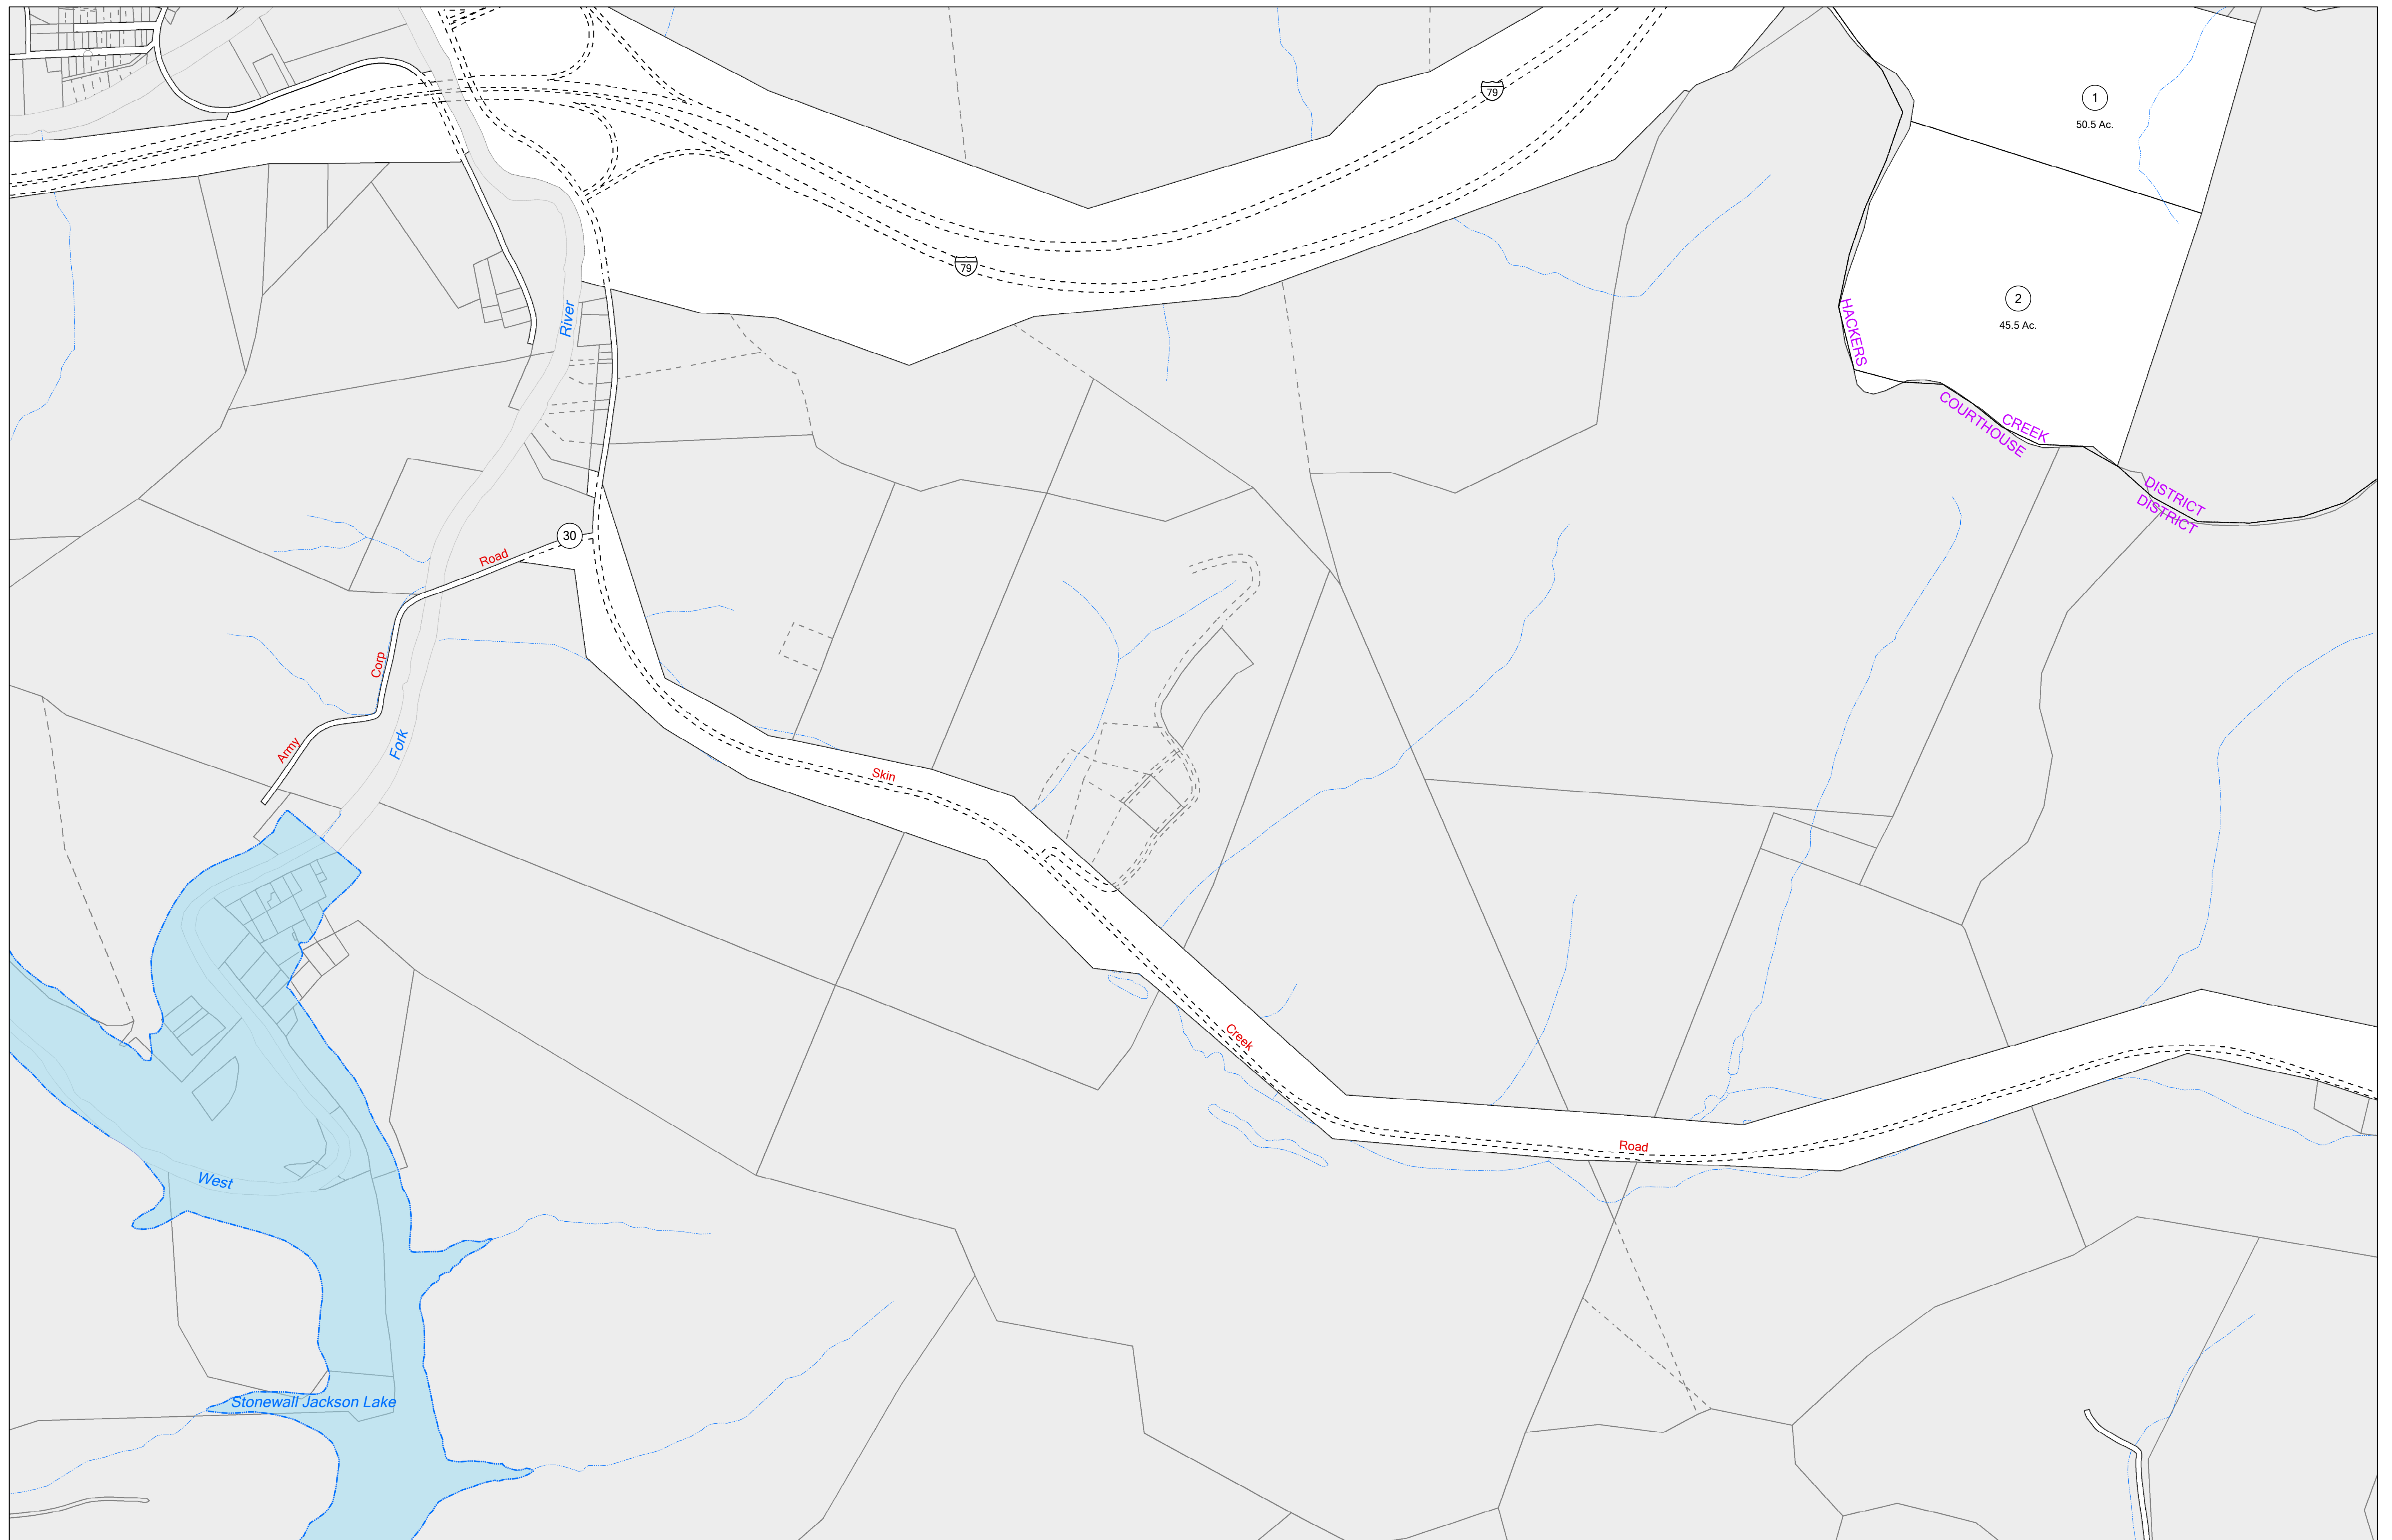 79
1
50.5 Ac.
79
2
45.5 Ac.
River
HACKERS
CREEK
DISTRICT
COURTHOUSE
DISTRICT
30
Army Corp Road
Skin Creek Road
West Fork
Stonewall Jackson Lake